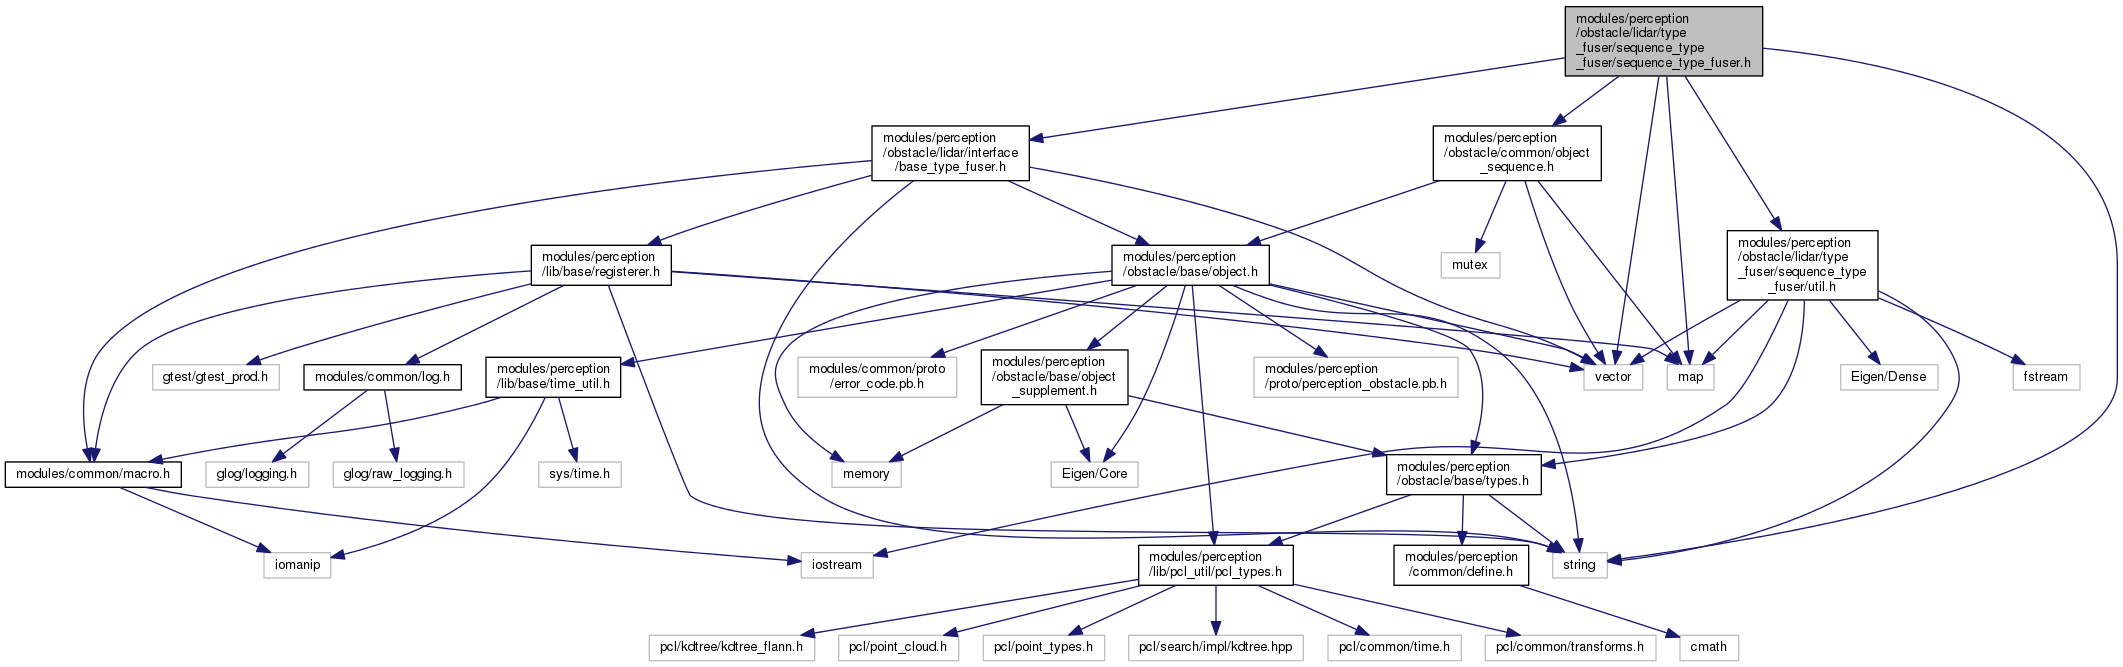 modules/perception
/obstacle/lidar/type
_fuser/sequence_type
_fuser/sequence_type_fuser.h
modules/perception
/obstacle/lidar/interface
/base_type_fuser.h
modules/perception
/obstacle/common/object
_sequence.h
modules/perception
/lib/base/registerer.h
modules/perception
/obstacle/base/object.h
mutex
modules/perception
/obstacle/lidar/type
_fuser/sequence_type
_fuser/util.h
gtest/gtest_prod.h
modules/common/log.h
modules/perception
/lib/base/time_util.h
modules/common/proto
/error_code.pb.h
modules/perception
/obstacle/base/object
_supplement.h
modules/perception
/proto/perception_obstacle.pb.h
vector
map
Eigen/Dense
fstream
modules/common/macro.h
glog/logging.h
glog/raw_logging.h
sys/time.h
memory
Eigen/Core
modules/perception
/obstacle/base/types.h
iomanip
iostream
modules/perception
/lib/pcl_util/pcl_types.h
modules/perception
/common/define.h
string
pcl/kdtree/kdtree_flann.h
pcl/point_cloud.h
pcl/point_types.h
pcl/search/impl/kdtree.hpp
pcl/common/time.h
pcl/common/transforms.h
cmath